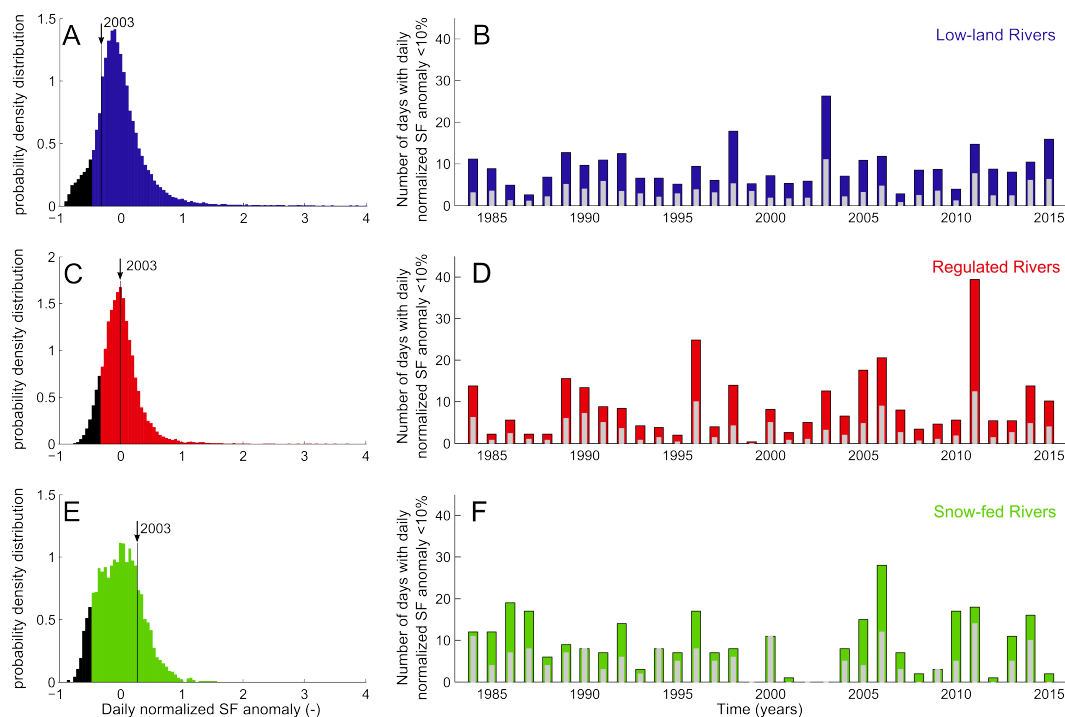 A
2003
probability density distribution
1.5
1
0.5
0
−1 0 1 2 3 4
B
Low-land Rivers
Number of days with daily
normalized SF anomaly <10%
40
30
20
10
0
1985 1990 1995 2000 2005 2010 2015
C
2003
probability density distribution
2
1.5
1
0.5
0
−1 0 1 2 3 4
D
Regulated Rivers
Number of days with daily
normalized SF anomaly <10%
40
30
20
10
0
1985 1990 1995 2000 2005 2010 2015
E
2003
probability density distribution
1.5
1
0.5
0
−1 0 1 2 3 4
Daily normalized SF anomaly (-)
F
Snow-fed Rivers
Number of days with daily
normalized SF anomaly <10%
40
30
20
10
0
1985 1990 1995 2000 2005 2010 2015
Time (years)